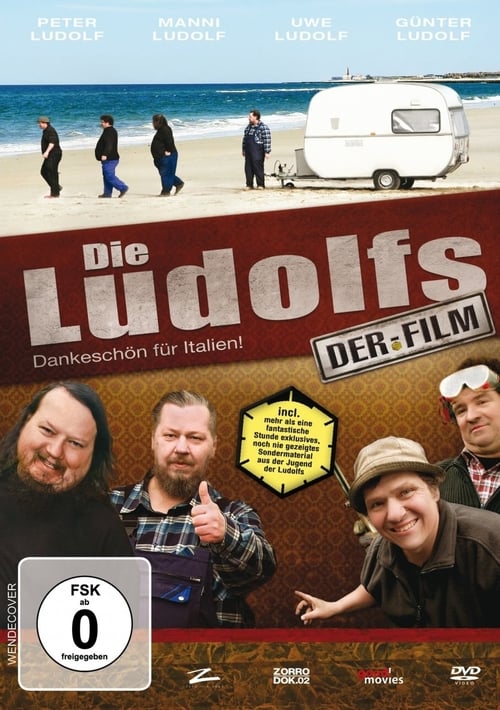 PETER LUDOLF
MANNI LUDOLF
UWE LUDOLF
GÜNTER LUDOLF
Die
LUDOLFS
DER FILM
Dankeschön für Italien!
incl.
mehr als eine
fantastische
Stunde exklusives,
noch nie gezeigtes
Sondermaterial
aus der Jugend
der Ludolfs
WENDECOVER
FSK
ab
0
freigegeben
Z
ZORRO
DOK.02
movies
DVD
VIDEO